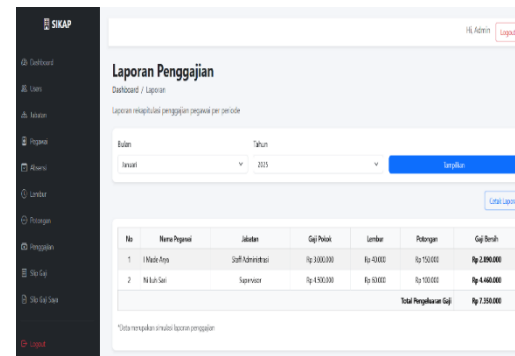 SIKAP
Hi, Admin
Logout
Dashboard
Users
Jabatan
Pegawai
Absensi
Lembur
Potongan
Penggajian
Slip Gaji
Slip Gaji Saya
Logout
Laporan Penggajian
Dashboard / Laporan
Laporan rekapitulasi penggajian pegawai per periode
Bulan Tahun
Januari 2025 Tampilkan
Cetak Lapor
No Nama Pegawai Jabatan Gaji Pokok Lembur Potongan Gaji Bersih
1 I Made Arya Staff Administrasi Rp 3.000.000 Rp 40.000 Rp 150.000 Rp 2.890.000
2 Ni Luh Sari Supervisor Rp 4.500.000 Rp 60.000 Rp 100.000 Rp 4.460.000
Total Pengeluaran Gaji Rp 7.350.000
*Data merupakan simulasi laporan penggajian